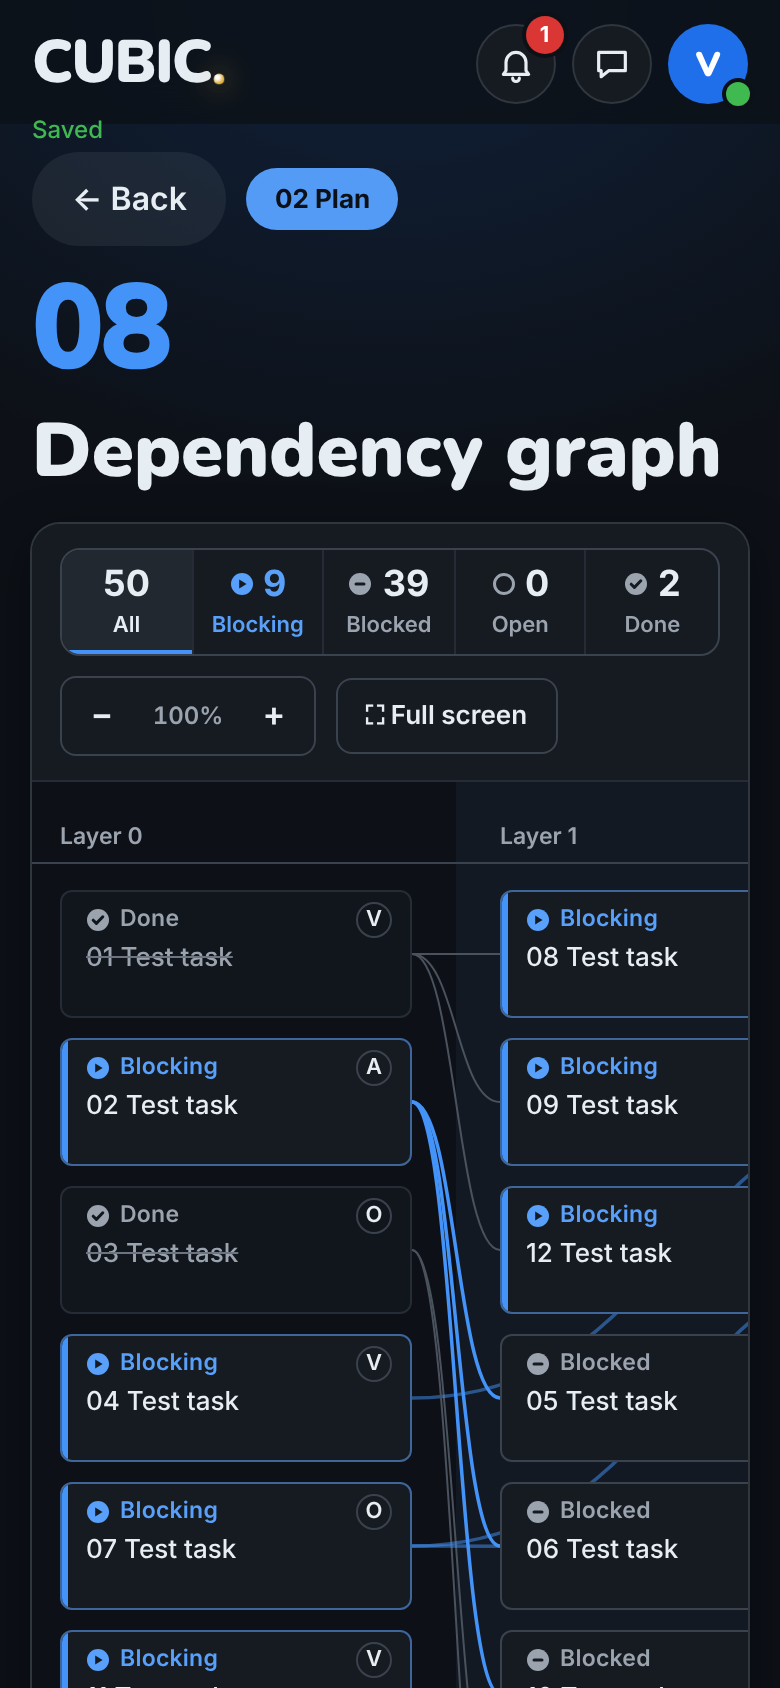 CUBIC.
1
V
Saved
← Back
02 Plan
08
Dependency graph
50
All
9
Blocking
39
Blocked
0
Open
2
Done
− 100% +
Full screen
Layer 0
Layer 1
Done V
01 Test task
Blocking
08 Test task
Blocking A
02 Test task
Blocking
09 Test task
Done O
03 Test task
Blocking
12 Test task
Blocking V
04 Test task
Blocked
05 Test task
Blocking O
07 Test task
Blocked
06 Test task
Blocking V
Blocked